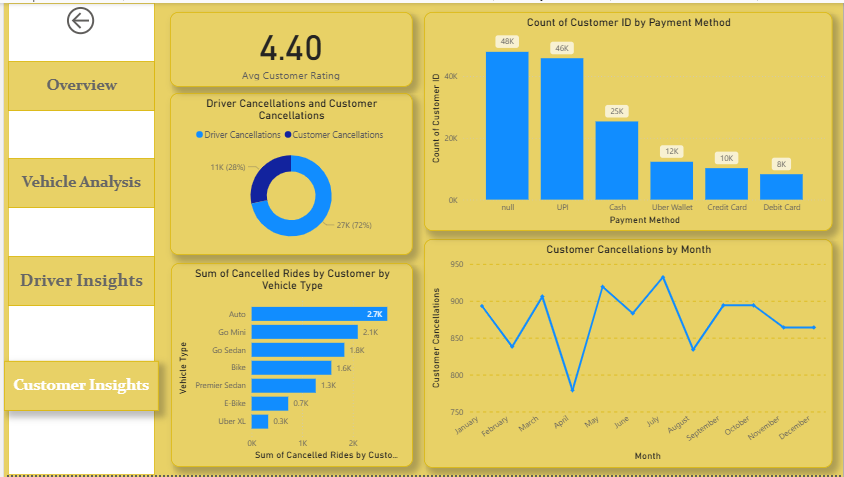 Overview
Vehicle Analysis
Driver Insights
Customer Insights
4.40
Avg Customer Rating
Driver Cancellations and Customer
Cancellations
Driver Cancellations Customer Cancellations
11K (28%)
27K (72%)
Sum of Cancelled Rides by Customer by
Vehicle Type
Vehicle Type
Auto 2.7K
Go Mini 2.1K
Go Sedan 1.8K
Bike 1.6K
Premier Sedan 1.3K
E-Bike 0.7K
Uber XL 0.3K
0K 1K 2K
Sum of Cancelled Rides by Custo...
Count of Customer ID by Payment Method
Count of Customer ID
40K
20K
0K
48K 46K 25K 12K 10K 8K
null UPI Cash Uber Wallet Credit Card Debit Card
Payment Method
Customer Cancellations by Month
Customer Cancellations
950
900
850
800
750
January February March April May June July August September October November December
Month